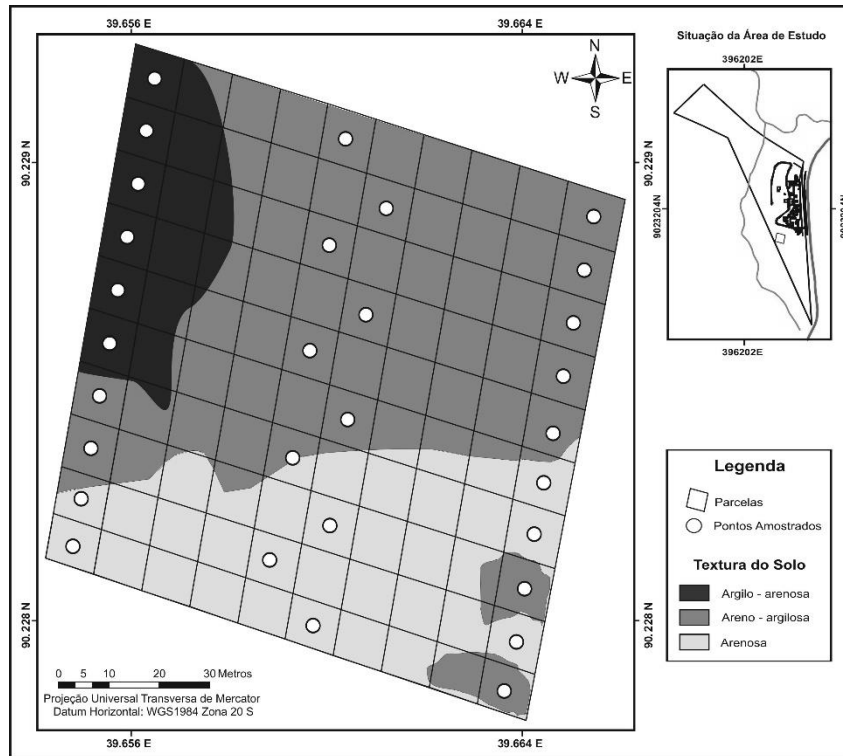 39.656 E
39.664 E
N
W
E
S
90.229 N
90.229 N
90.228 N
90.228 N
0 5 10 20 30 Metros
Projeção Universal Transversa de Mercator
Datum Horizontal: WGS1984 Zona 20 S
39.656 E
39.664 E
Situação da Área de Estudo
396202E
9023204N
396202E
Legenda
Parcelas
Pontos Amostrados
Textura do Solo
Argilo - arenosa
Areno - argilosa
Arenosa